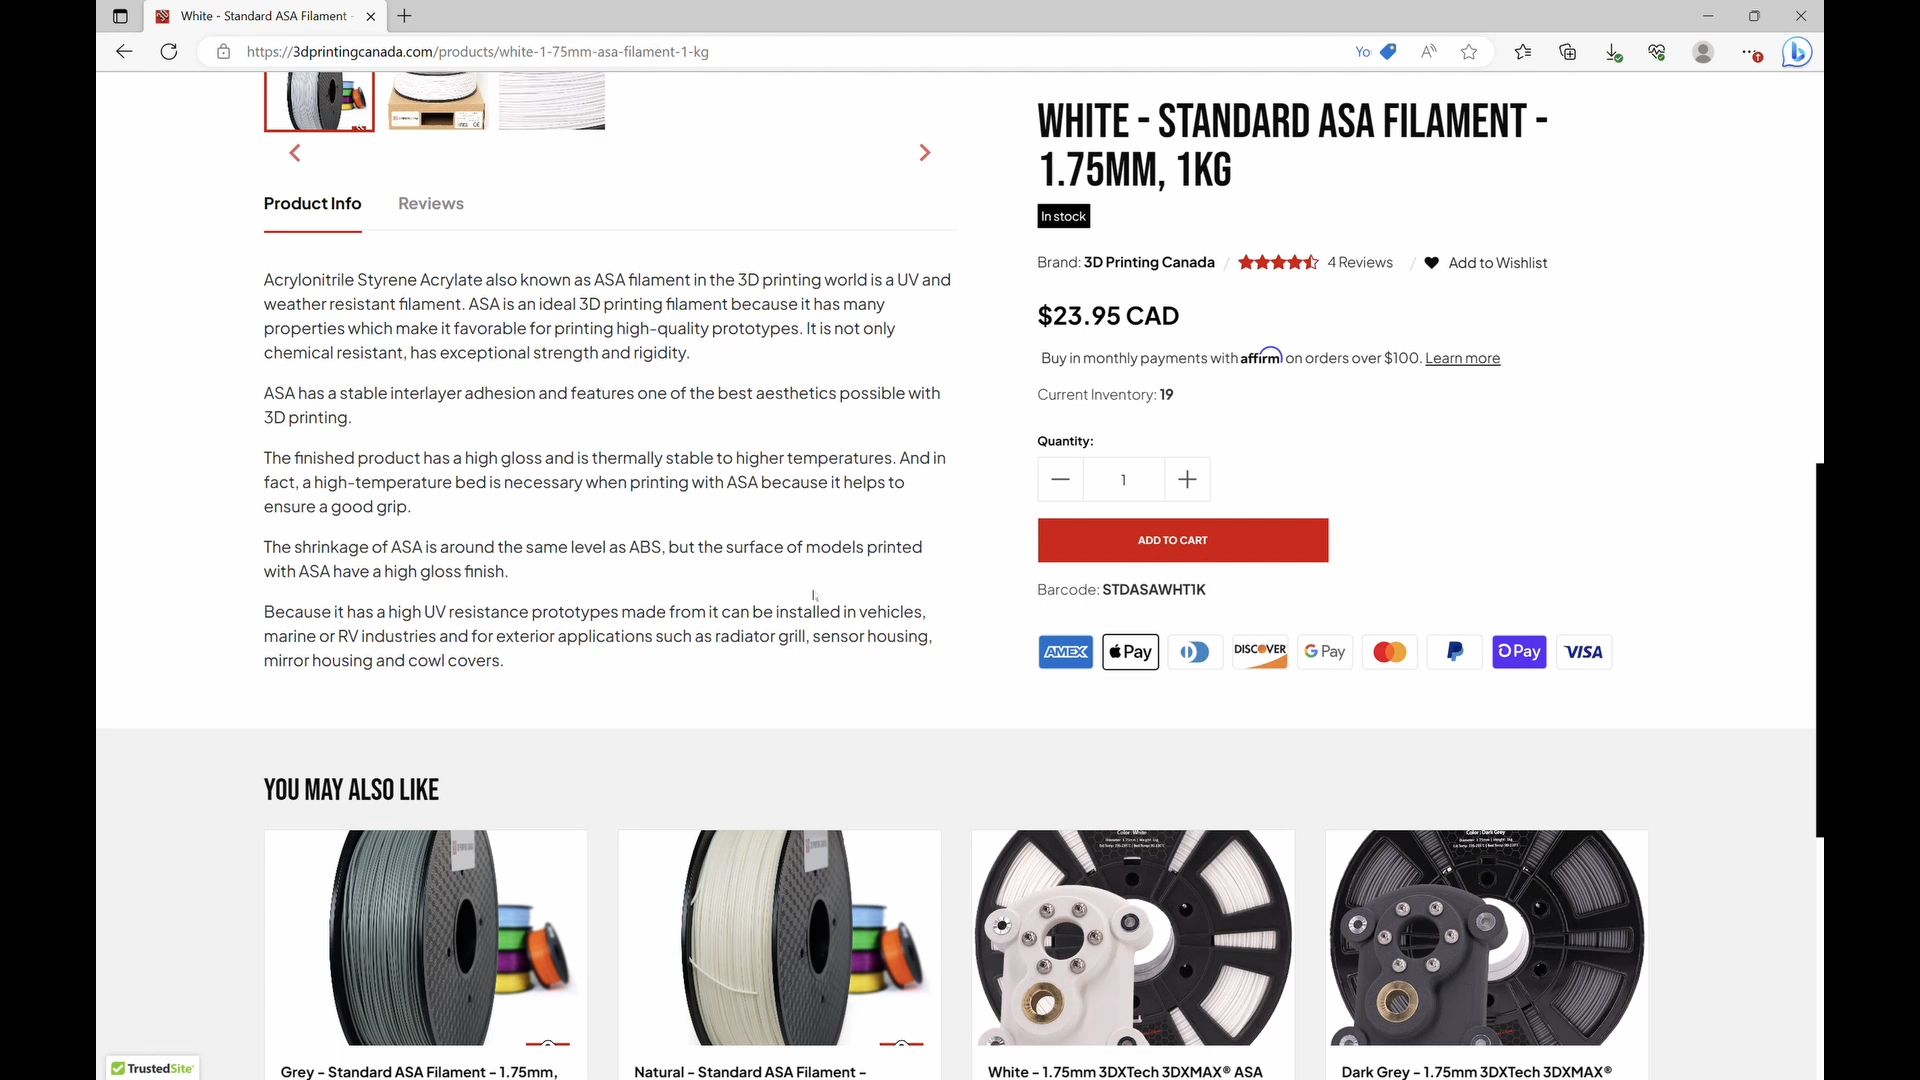 White - Standard ASA Filament -
https://3dprintingcanada.com/products/white-1-75mm-asa-filament-1-kg
Yo
WHITE - STANDARD ASA FILAMENT -
1.75MM, 1KG
In stock
Brand: 3D Printing Canada / 4 Reviews / Add to Wishlist
$23.95 CAD
Buy in monthly payments with affirm on orders over $100. Learn more
Current Inventory: 19
Quantity:
1
ADD TO CART
Barcode: STDASAWHT1K
AMEX Pay DISCOVER G Pay Pay VISA
Product Info Reviews
Acrylonitrile Styrene Acrylate also known as ASA filament in the 3D printing world is a UV and
weather resistant filament. ASA is an ideal 3D printing filament because it has many
properties which make it favorable for printing high-quality prototypes. It is not only
chemical resistant, has exceptional strength and rigidity.
ASA has a stable interlayer adhesion and features one of the best aesthetics possible with
3D printing.
The finished product has a high gloss and is thermally stable to higher temperatures. And in
fact, a high-temperature bed is necessary when printing with ASA because it helps to
ensure a good grip.
The shrinkage of ASA is around the same level as ABS, but the surface of models printed
with ASA have a high gloss finish.
Because it has a high UV resistance prototypes made from it can be installed in vehicles,
marine or RV industries and for exterior applications such as radiator grill, sensor housing,
mirror housing and cowl covers.
YOU MAY ALSO LIKE
Color: White
Color: Dark Grey
Grey - Standard ASA Filament - 1.75mm,
Natural - Standard ASA Filament -
White - 1.75mm 3DXTech 3DXMAX® ASA
Dark Grey - 1.75mm 3DXTech 3DXMAX®
TrustedSite